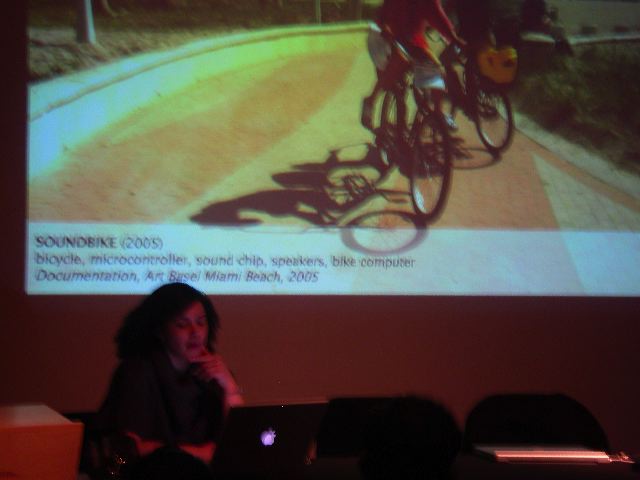 SOUNDBIKE (2005)
bicycle, microcontroller, sound chip, speakers, bike computer
Documentation, Art Basel Miami Beach, 2005